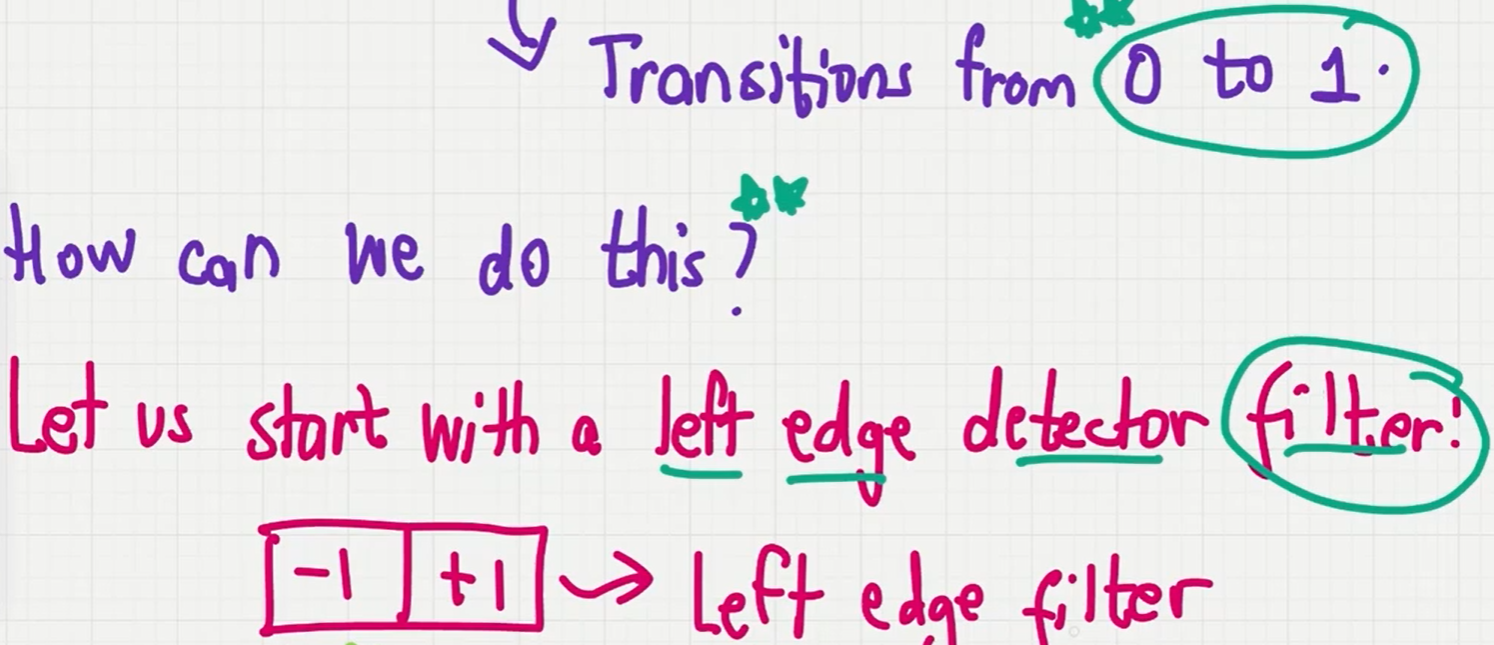 Transitions from 0 to 1.
How can we do this?
Let us start with a left edge detector filter!
-1 +1 → Left edge filter